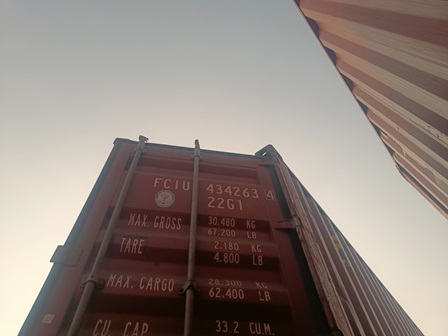 FCIU 434263 4
22G1
MAX. GROSS 30.480 KG
67.200 LB
TARE 2.180 KG
4.800 LB
MAX. CARGO 28.300 KG
62.400 LB
CU. CAP. 33.2 CU.M.